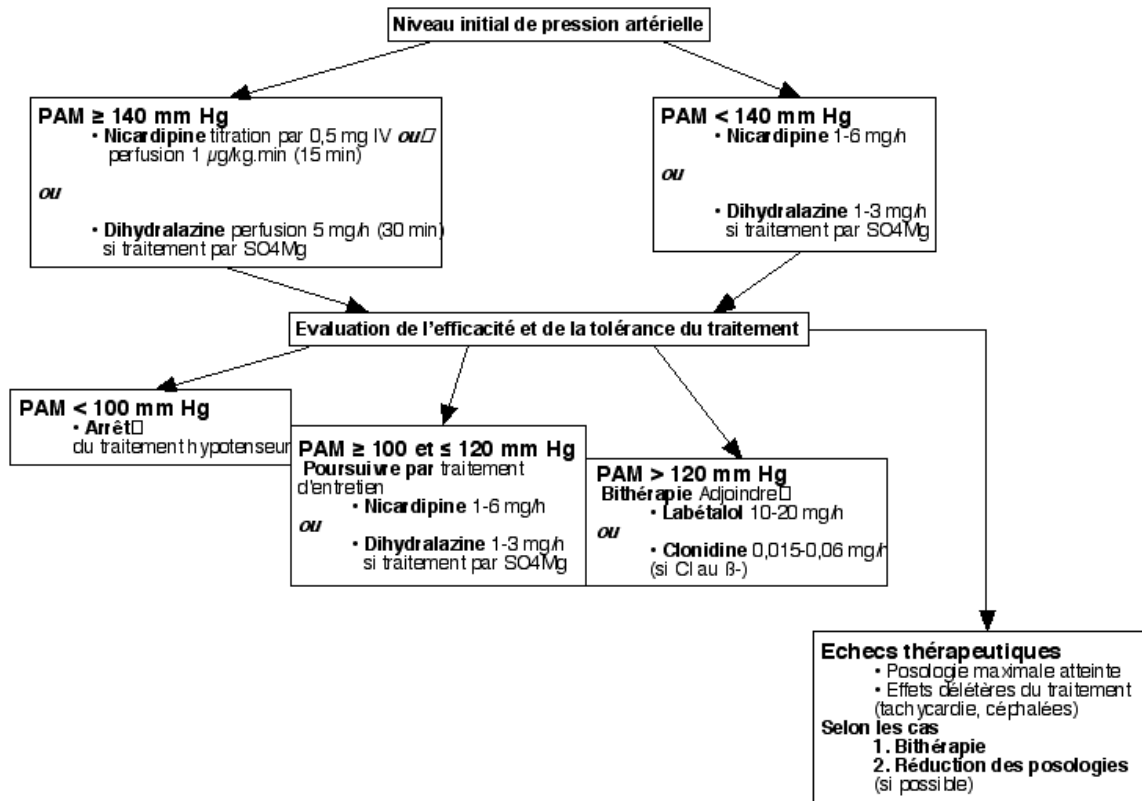 Niveau initial de pression artérielle
PAM ≥ 140 mm Hg
• Nicardipine titration par 0,5 mg IV ou□
perfusion 1 µg/kg.min (15 min)
ou
• Dihydralazine perfusion 5 mg/h (30 min)
si traitement par SO4Mg
PAM < 140 mm Hg
• Nicardipine 1-6 mg/h
ou
• Dihydralazine 1-3 mg/h
si traitement par SO4Mg
Evaluation de l'efficacité et de la tolérance du traitement
PAM < 100 mm Hg
• Arrêt□
du traitement hypotenseur
PAM ≥ 100 et ≤ 120 mm Hg
Poursuivre par traitement
d'entretien
• Nicardipine 1-6 mg/h
ou
• Dihydralazine 1-3 mg/h
si traitement par SO4Mg
PAM > 120 mm Hg
Bithérapie Adjoindre□
• Labétalol 10-20 mg/h
ou
• Clonidine 0,015-0,06 mg/h
(si CI au ß-)
Echecs thérapeutiques
• Posologie maximale atteinte
• Effets délétères du traitement
(tachycardie, céphalées)
Selon les cas
1. Bithérapie
2. Réduction des posologies
(si possible)